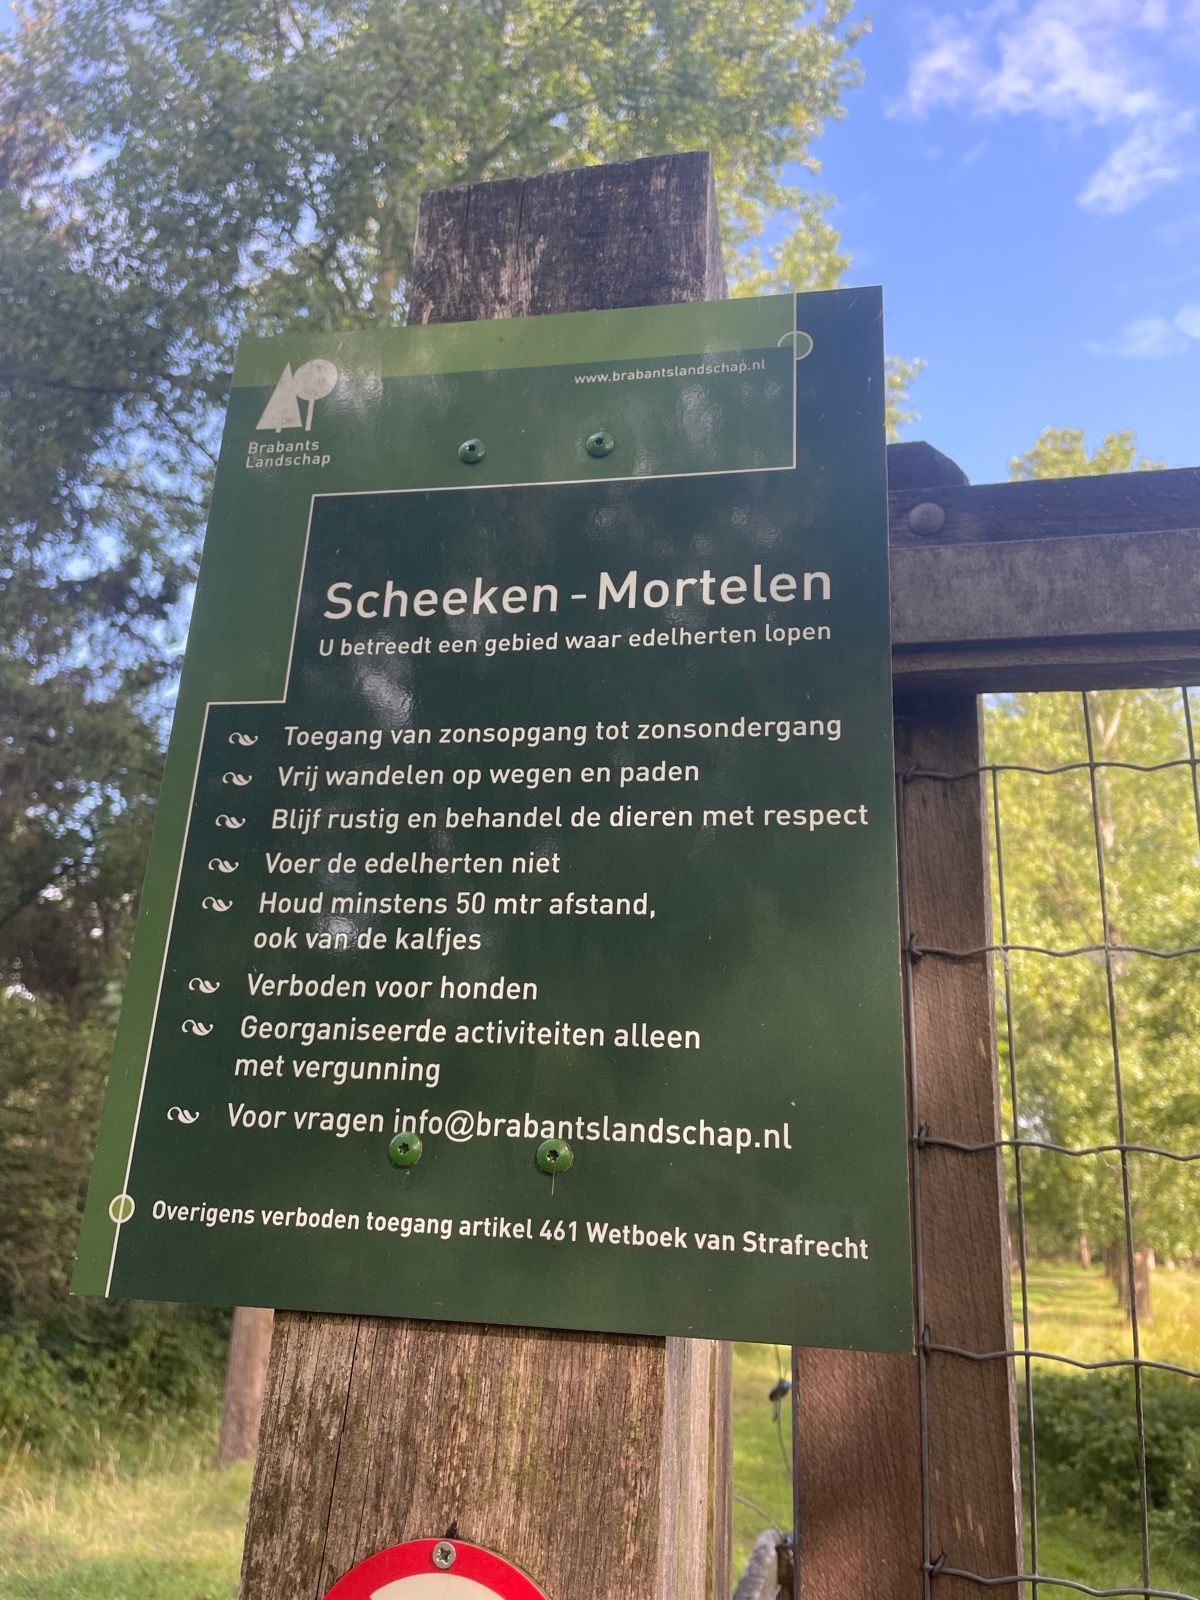 www.brabantslandschap.nl
Brabants
Landschap
Scheeken - Mortelen
U betreedt een gebied waar edelherten lopen
Toegang van zonsopgang tot zonsondergang
Vrij wandelen op wegen en paden
Blijf rustig en behandel de dieren met respect
Voer de edelherten niet
Houd minstens 50 mtr afstand,
ook van de kalfjes
Verboden voor honden
Georganiseerde activiteiten alleen
met vergunning
Voor vragen info@brabantslandschap.nl
Overigens verboden toegang artikel 461 Wetboek van Strafrecht